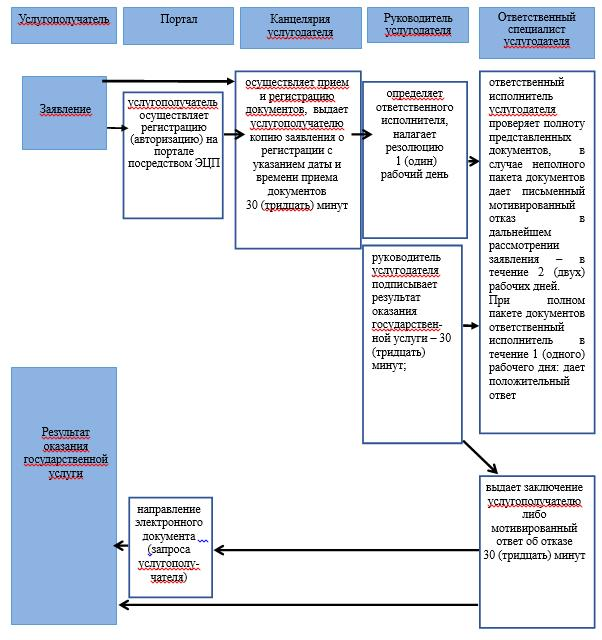 Услугополучатель
Портал
Канцелярия
услугодателя
Руководитель
услугодателя
Ответственный
специалист
услугодателя
Заявление
услугополучатель
осуществляет
регистрацию
(авторизацию) на
портале
посредством ЭЦП
осуществляет прием
и регистрацию
документов, выдает
услугополучателю
копию заявления о
регистрации с
указанием даты и
времени приема
документов
30 (тридцать) минут
определяет
ответственного
исполнителя,
налагает
резолюцию
1 (один)
рабочий день
ответственный
исполнитель
услугодателя
проверяет полноту
представленных
документов, в
случае неполного
пакета документов
дает письменный
мотивированный
отказ в
дальнейшем
рассмотрении
заявления – в
течение 2 (двух)
рабочих дней.
При полном
пакете документов
ответственный
исполнитель в
течение 1 (одного)
рабочего дня: дает
положительный
ответ
руководитель
услугодателя
подписывает
результат
оказания
государствен-
ной услуги – 30
(тридцать)
минут;
Результат
оказания
государственной
услуги
направление
электронного
документа
(запроса
услугополу-
чателя)
выдает заключение
услугополучателю
либо
мотивированный
ответ об отказе
30 (тридцать) минут